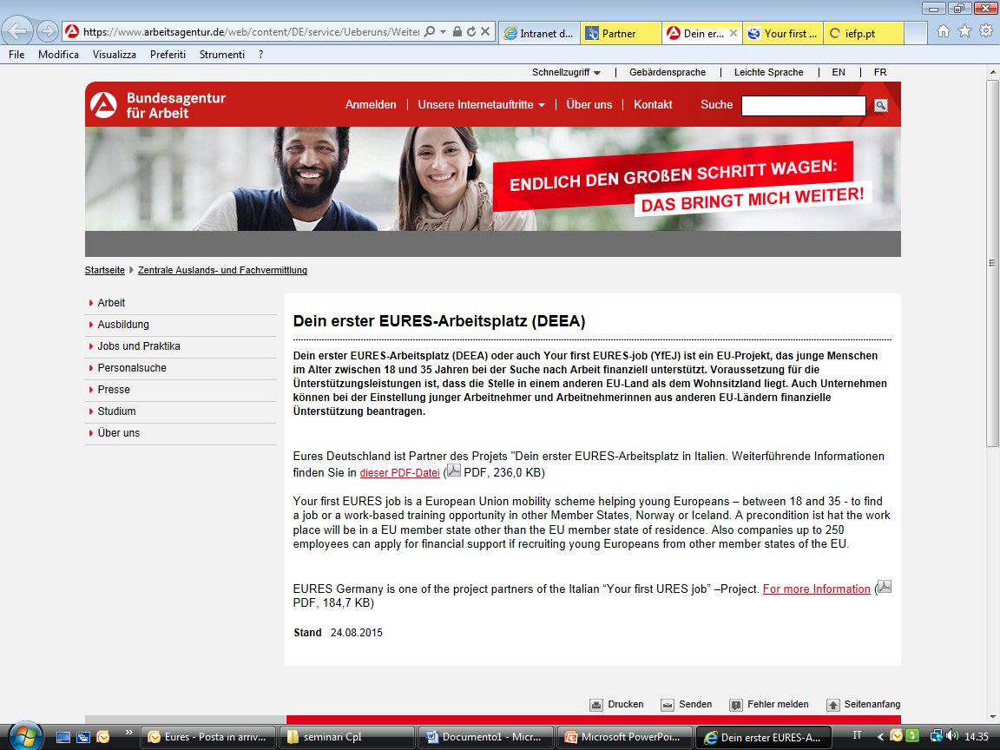 https://www.arbeitsagentur.de/web/content/DE/service/Ueberuns/Weiter
Intranet d...
Partner
Dein er...
Your first ...
iefp.pt
File Modifica Visualizza Preferiti Strumenti ?
Schnellzugriff | Gebärdensprache | Leichte Sprache | EN | FR
Bundesagentur
für Arbeit
Anmelden | Unsere Internetauftritte | Über uns | Kontakt Suche
ENDLICH DEN GROßEN SCHRITT WAGEN:
DAS BRINGT MICH WEITER!
Startseite Zentrale Auslands- und Fachvermittlung
Arbeit
Ausbildung
Jobs und Praktika
Personalsuche
Presse
Studium
Über uns
Dein erster EURES-Arbeitsplatz (DEEA)
Dein erster EURES-Arbeitsplatz (DEEA) oder auch Your first EURES-job (YfEJ) ist ein EU-Projekt, das junge Menschen
im Alter zwischen 18 und 35 Jahren bei der Suche nach Arbeit finanziell unterstützt. Voraussetzung für die
Ünterstützungsleistungen ist, dass die Stelle in einem anderen EU-Land als dem Wohnsitzland liegt. Auch Unternehmen
können bei der Einstellung junger Arbeitnehmer und Arbeitnehmerinnen aus anderen EU-Ländern finanzielle
Ünterstützung beantragen.
Eures Deutschland ist Partner des Projets "Dein erster EURES-Arbeitsplatz in Italien. Weiterführende Informationen
finden Sie in dieser PDF-Datei ( PDF, 236,0 KB)
Your first EURES job is a European Union mobility scheme helping young Europeans – between 18 and 35 - to find
a job or a work-based training opportunity in other Member States, Norway or Iceland. A precondition ist hat the work
place will be in a EU member state other than the EU member state of residence. Also companies up to 250
employees can apply for financial support if recruiting young Europeans from other member states of the EU.
EURES Germany is one of the project partners of the Italian “Your first URES job” –Project. For more Information (
PDF, 184,7 KB)
Stand 24.08.2015
Drucken Senden Fehler melden Seitenanfang
Eures - Posta in arriv...
seminari CpI
Documento1 - Micr...
Microsoft PowerPoi...
Dein erster EURES-A...
IT
14.35